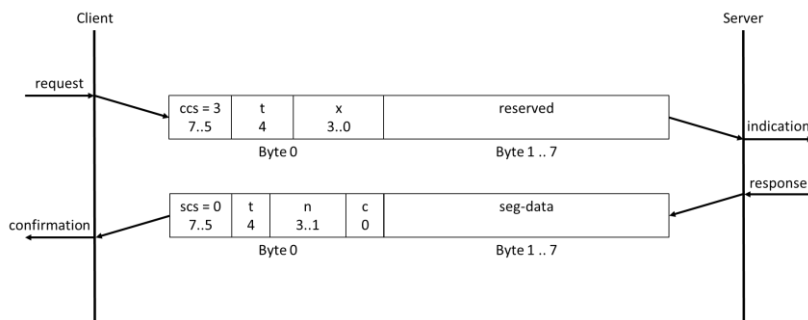 Client
Server
request
ccs = 3
t
x
reserved
7..5
4
3..0
indication
Byte 0
Byte 1 .. 7
response
scs = 0
t
n
c
seg-data
7..5
4
3..1
0
confirmation
Byte 0
Byte 1 .. 7